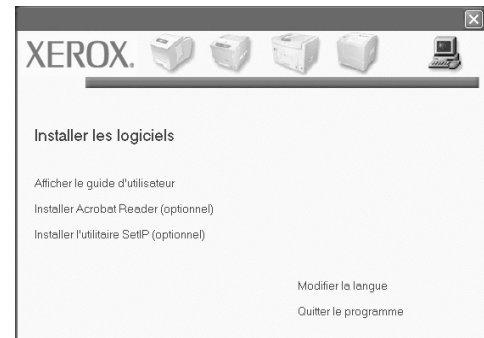 XEROX.
Installer les logiciels
Afficher le guide d'utilisateur
Installer Acrobat Reader (optionnel)
Installer l'utilitaire SetIP (optionnel)
Modifier la langue
Quitter le programme